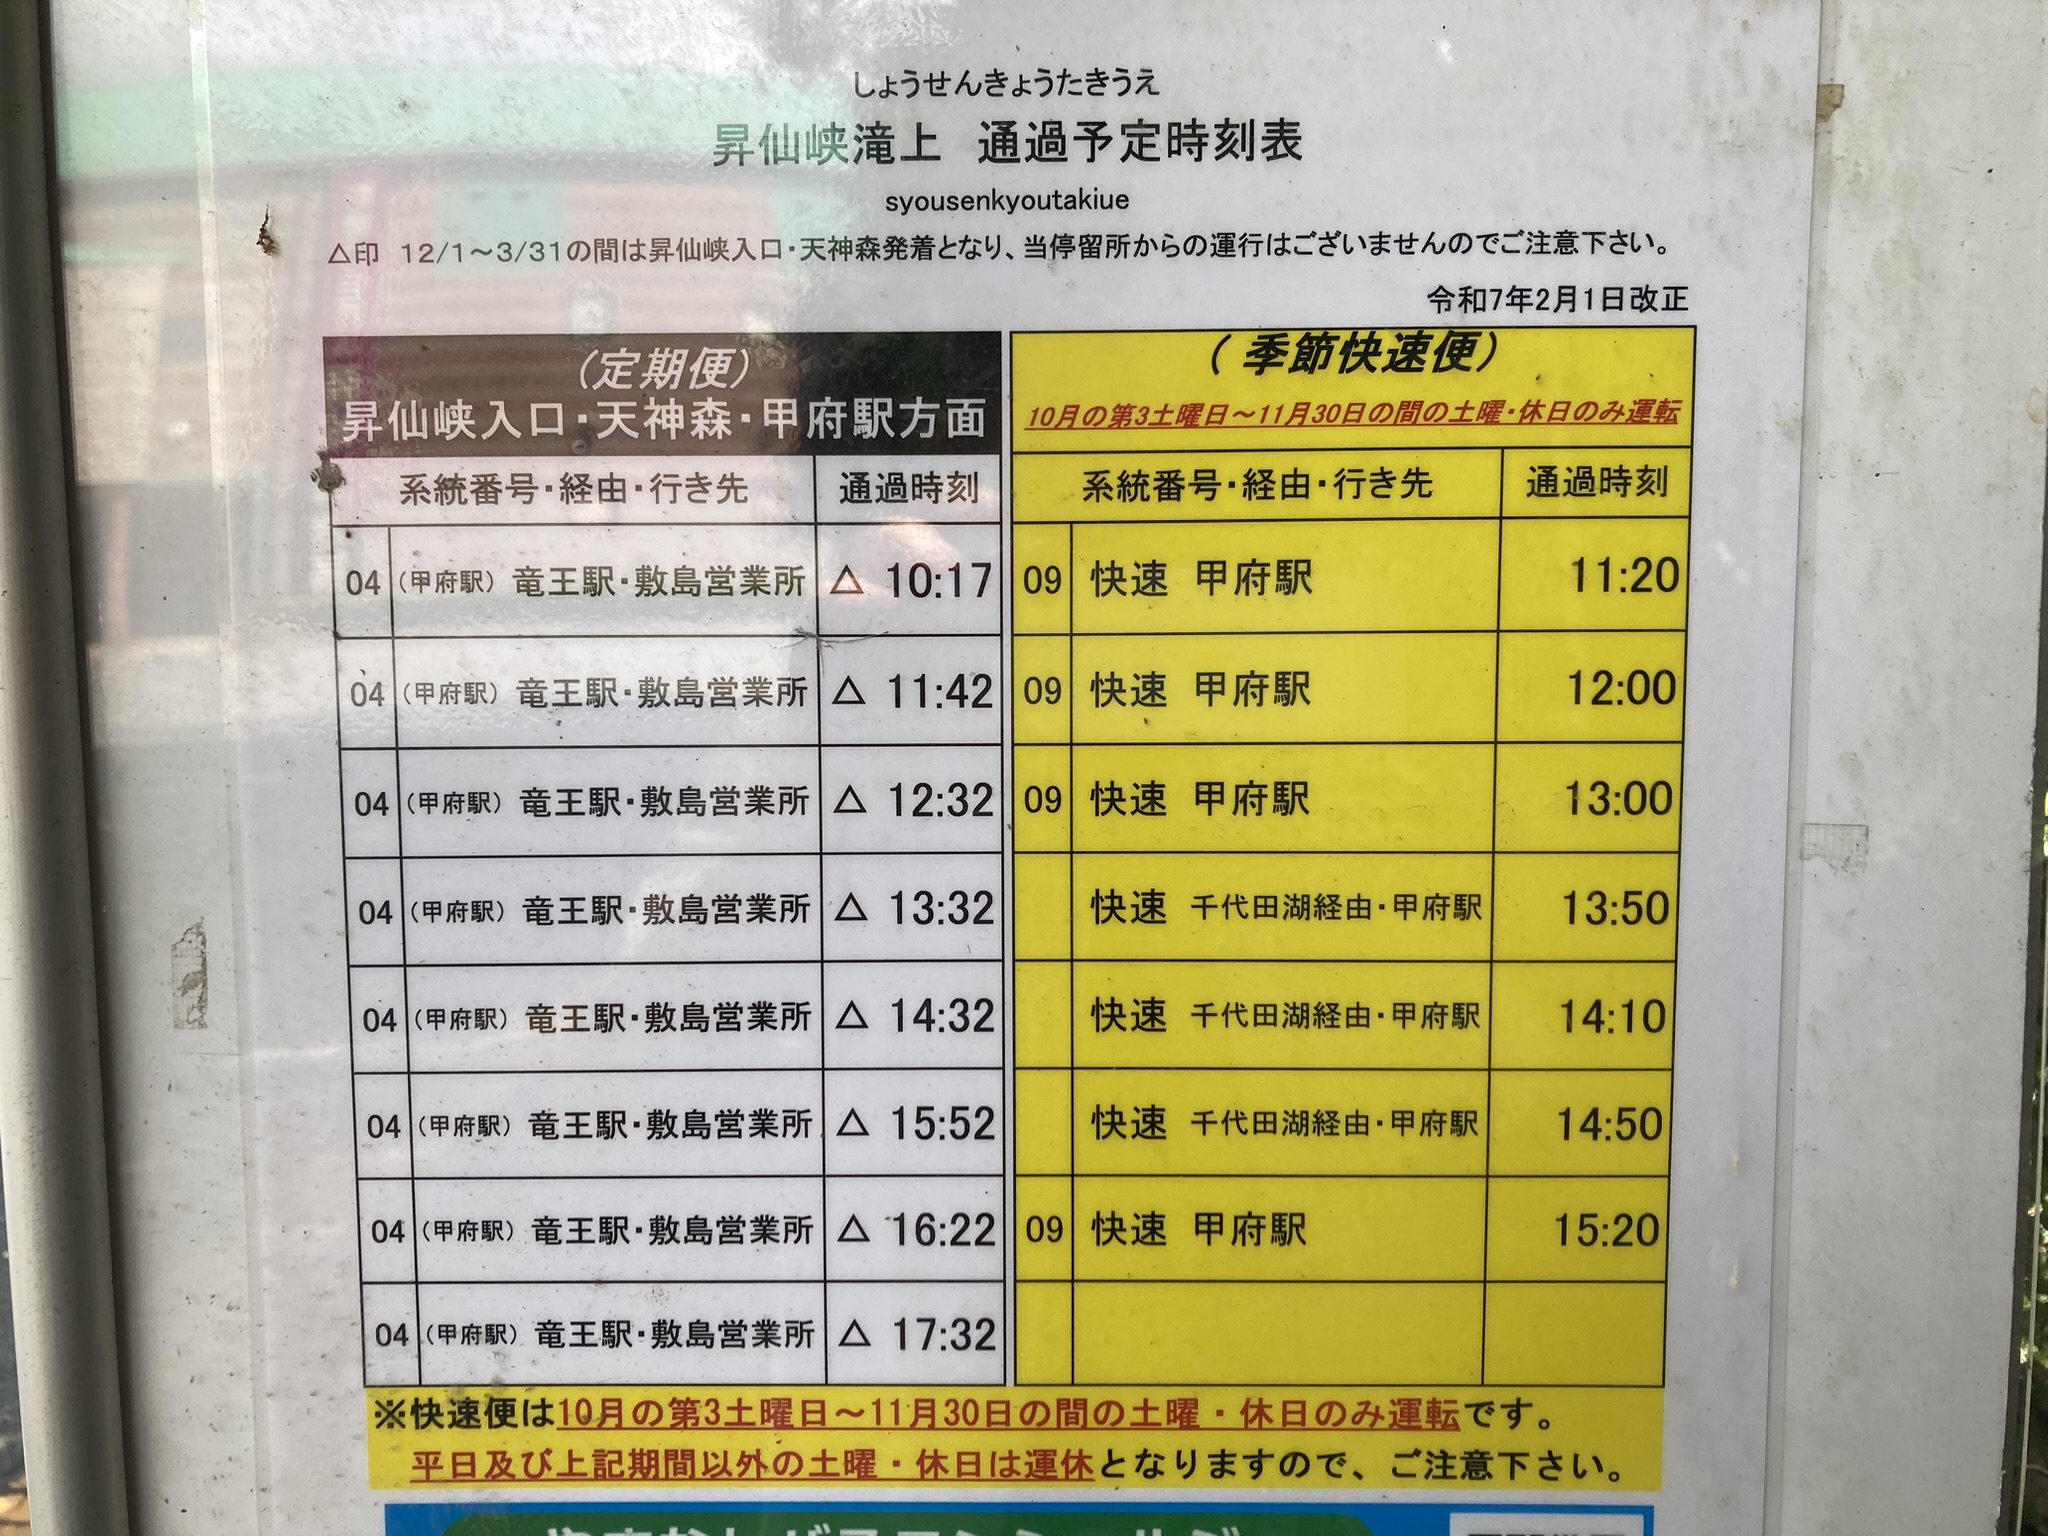 しょうせんきょうたきうえ
昇仙峡滝上　通過予定時刻表
syousenkyoutakiue
△印　12/1～3/31の間は昇仙峡入口・天神森発着となり、当停留所からの運行はございませんのでご注意下さい。
令和7年2月1日改正
(定期便)
昇仙峡入口・天神森・甲府駅方面
系統番号・経由・行き先　通過時刻
04 (甲府駅) 竜王駅・敷島営業所 △ 10:17
04 (甲府駅) 竜王駅・敷島営業所 △ 11:42
04 (甲府駅) 竜王駅・敷島営業所 △ 12:32
04 (甲府駅) 竜王駅・敷島営業所 △ 13:32
04 (甲府駅) 竜王駅・敷島営業所 △ 14:32
04 (甲府駅) 竜王駅・敷島営業所 △ 15:52
04 (甲府駅) 竜王駅・敷島営業所 △ 16:22
04 (甲府駅) 竜王駅・敷島営業所 △ 17:32
(季節快速便)
10月の第3土曜日～11月30日の間の土曜・休日のみ運転
系統番号・経由・行き先　通過時刻
09 快速 甲府駅 11:20
09 快速 甲府駅 12:00
09 快速 甲府駅 13:00
快速 千代田湖経由・甲府駅 13:50
快速 千代田湖経由・甲府駅 14:10
快速 千代田湖経由・甲府駅 14:50
09 快速 甲府駅 15:20
※快速便は10月の第3土曜日～11月30日の間の土曜・休日のみ運転です。
平日及び上記期間以外の土曜・休日は運休となりますので、ご注意下さい。